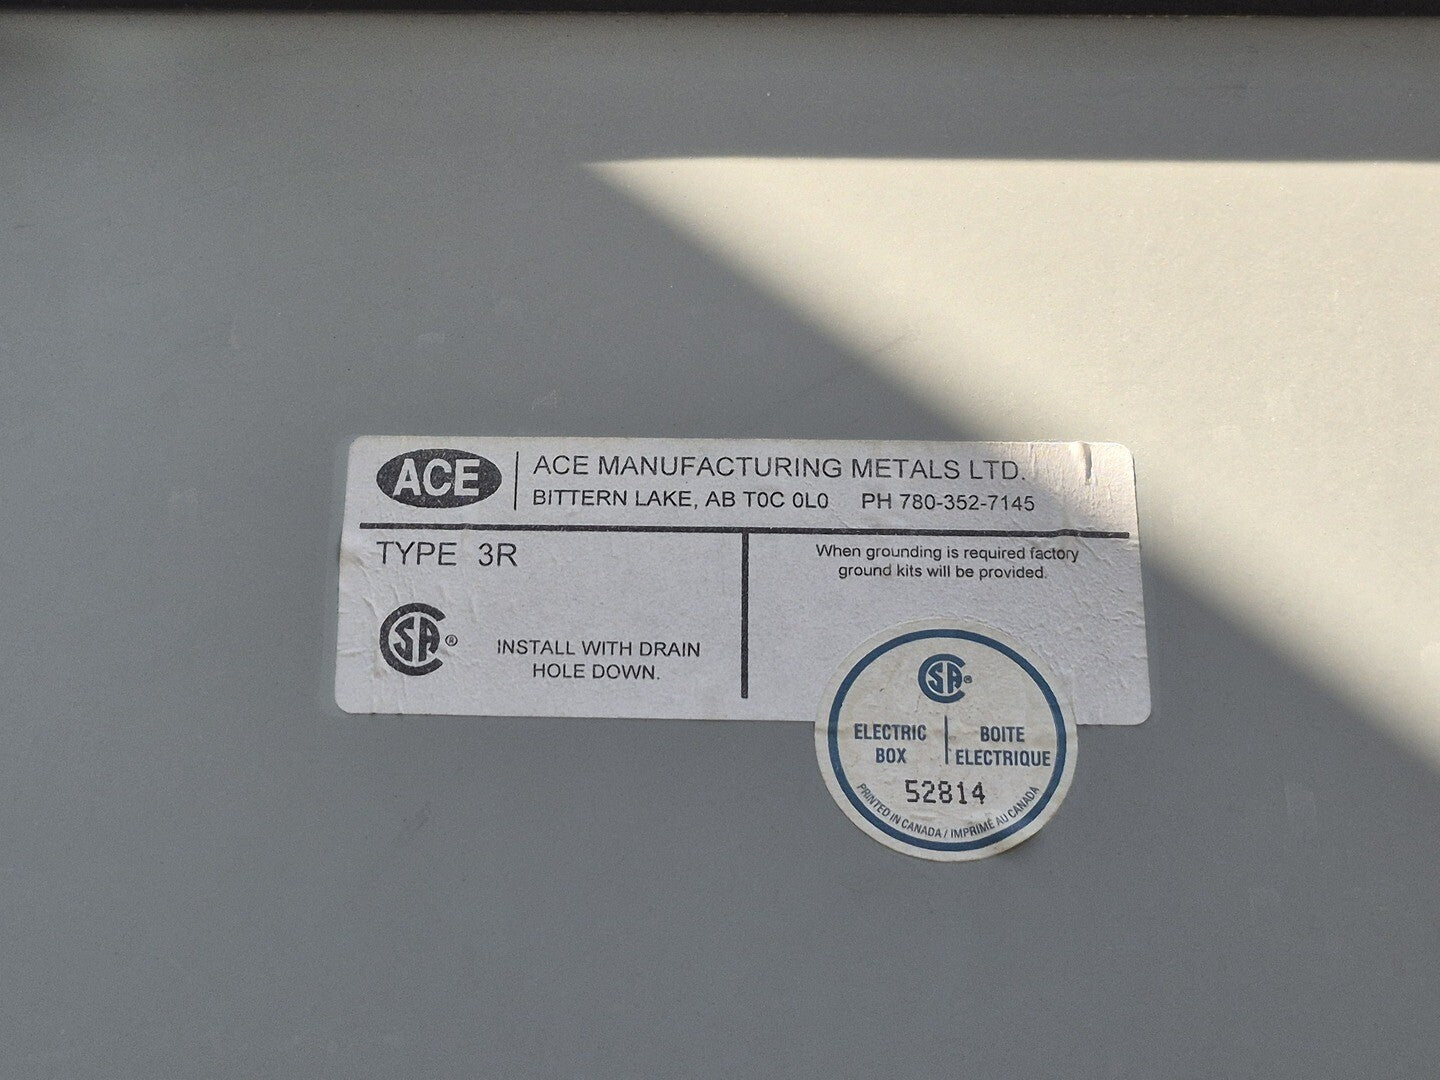 ACE
ACE MANUFACTURING METALS LTD.
BITTERN LAKE, AB T0C 0L0 PH 780-352-7145
TYPE 3R
When grounding is required factory
ground kits will be provided.
CSA®
INSTALL WITH DRAIN
HOLE DOWN.
CSA®
ELECTRIC
BOX
BOITE
ELECTRIQUE
52814
PRINTED IN CANADA / IMPRIMÉ AU CANADA